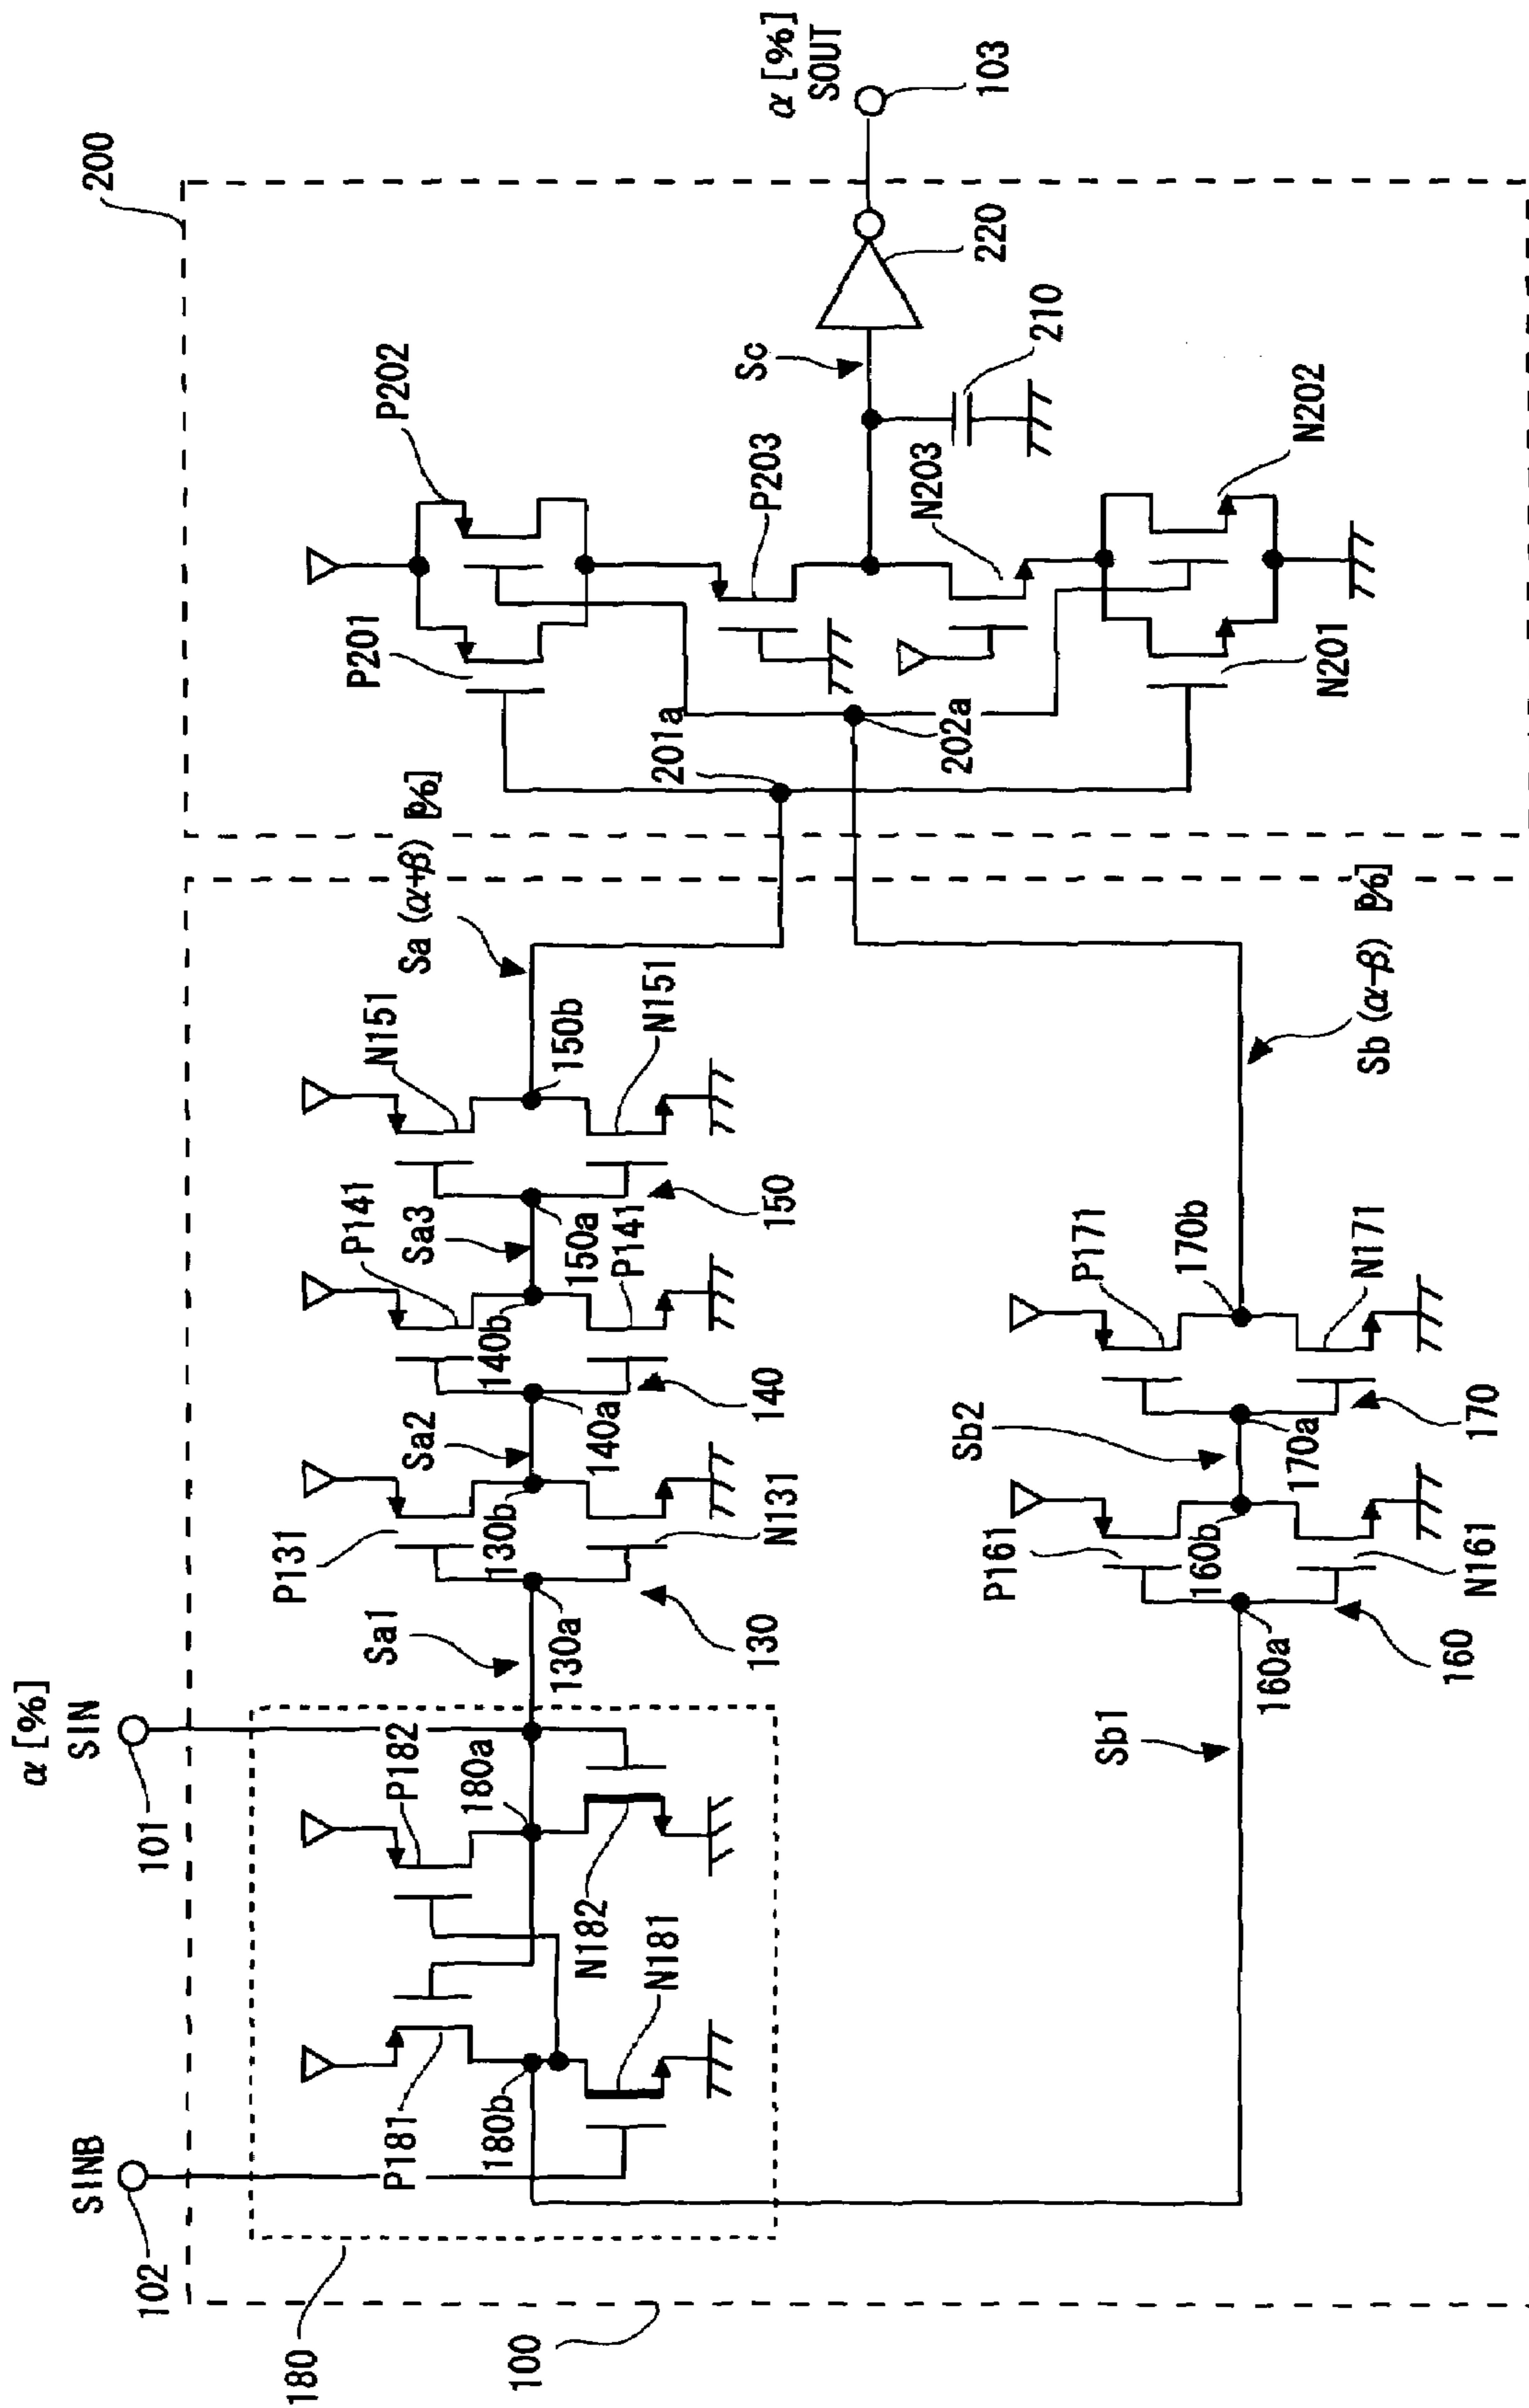 SINB
102
α [%]
SIN
101
180
100
P181
180b
N181
P182
180a
N182
Sa1
130a
P131
130b
N131
130
Sa2
140a
P141
140b
P141
140
Sa3
150a
N151
150b
N151
150
Sa (α+β) [%]
Sb1
160a
P161
160b
N161
160
Sb2
170a
P171
170b
N171
170
Sb (α-β) [%]
200
201a
202a
P201
P202
P203
N203
N201
N202
Sc
210
220
α [%]
SOUT
103